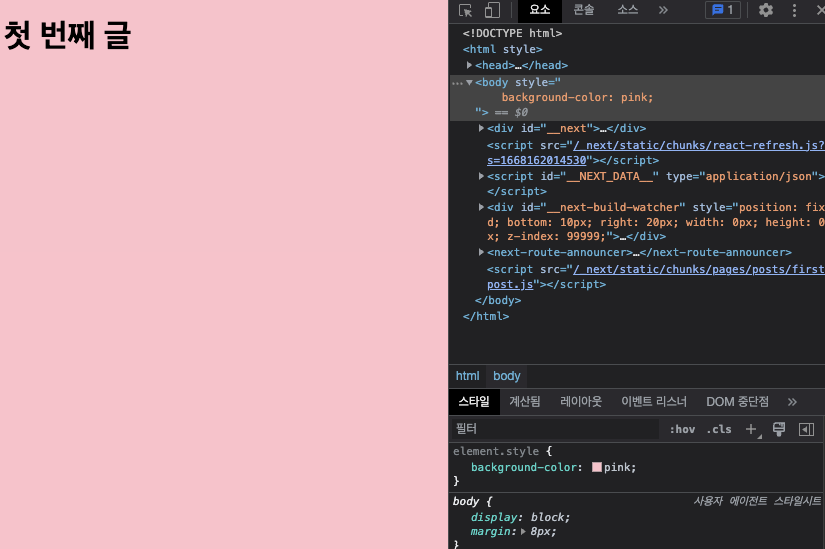 첫 번째 글
요소 콘솔 소스 » 1
<!DOCTYPE html>
<html style>
<head>…</head>
<body style="
background-color: pink;
"> == $0
<div id="__next">…</div>
<script src="/_next/static/chunks/react-refresh.js?
s=1668162014530"></script>
<script id="__NEXT_DATA__" type="application/json">
</script>
<div id="__next-build-watcher" style="position: fix
d; bottom: 10px; right: 20px; width: 0px; height: 0
x; z-index: 99999;">…</div>
<next-route-announcer>…</next-route-announcer>
<script src="/_next/static/chunks/pages/posts/first
post.js"></script>
</body>
</html>
html body
스타일 계산됨 레이아웃 이벤트 리스너 DOM 중단점 »
필터 :hov .cls +
element.style {
background-color: pink;
}
body { 사용자 에이전트 스타일시트
display: block;
margin: 8px;
}